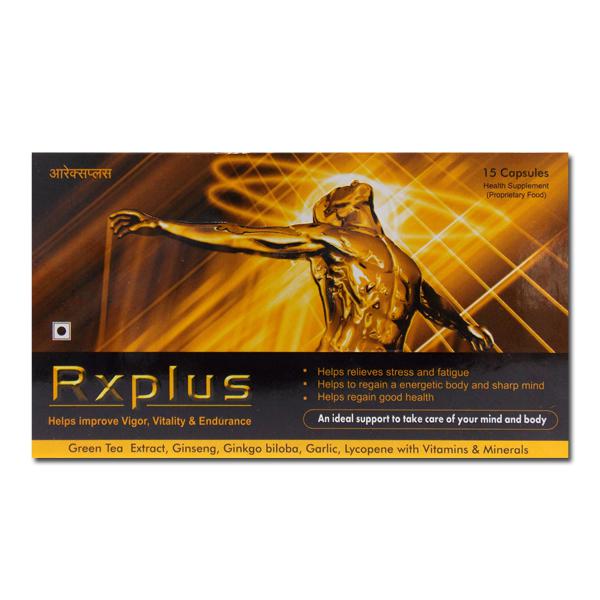 आरेक्सप्लस
15 Capsules
Health Supplement
(Proprietary Food)
Rxplus
Helps improve Vigor, Vitality & Endurance
• Helps relieves stress and fatigue
• Helps to regain a energetic body and sharp mind
• Helps regain good health
An ideal support to take care of your mind and body
Green Tea Extract, Ginseng, Ginkgo biloba, Garlic, Lycopene with Vitamins & Minerals